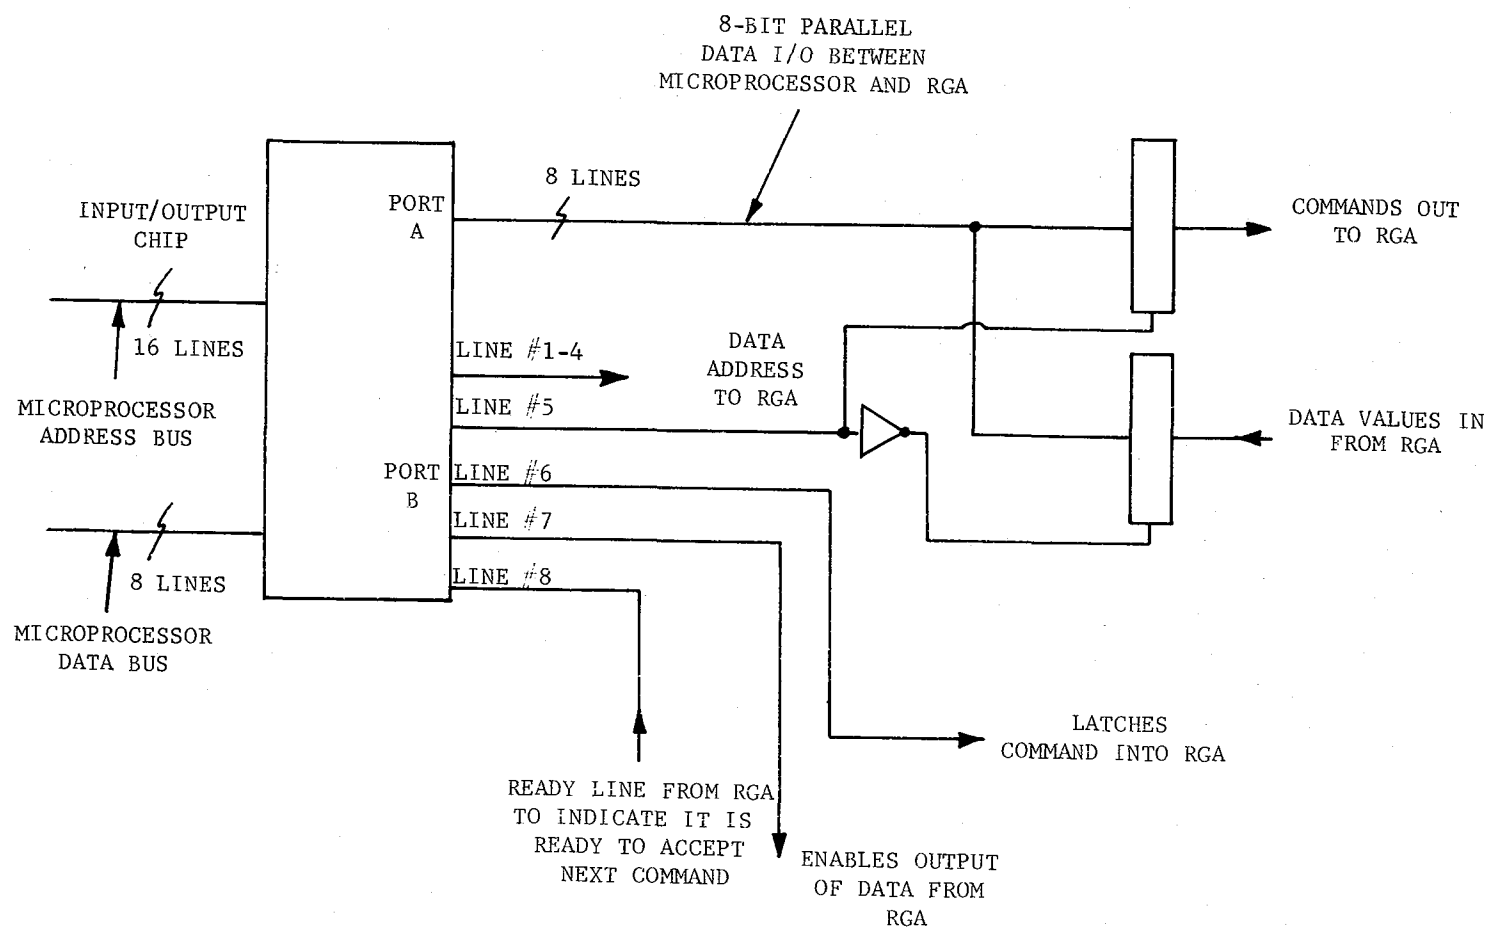 8-BIT PARALLEL
DATA I/O BETWEEN
MICROPROCESSOR AND RGA
8 LINES
PORT
A
INPUT/OUTPUT
CHIP
COMMANDS OUT
TO RGA
16 LINES
MICROPROCESSOR
ADDRESS BUS
LINE #1-4
DATA
ADDRESS
TO RGA
LINE #5
DATA VALUES IN
FROM RGA
PORT
B
LINE #6
LINE #7
LINE #8
8 LINES
MICROPROCESSOR
DATA BUS
LATCHES
COMMAND INTO RGA
READY LINE FROM RGA
TO INDICATE IT IS
READY TO ACCEPT
NEXT COMMAND
ENABLES OUTPUT
OF DATA FROM
RGA